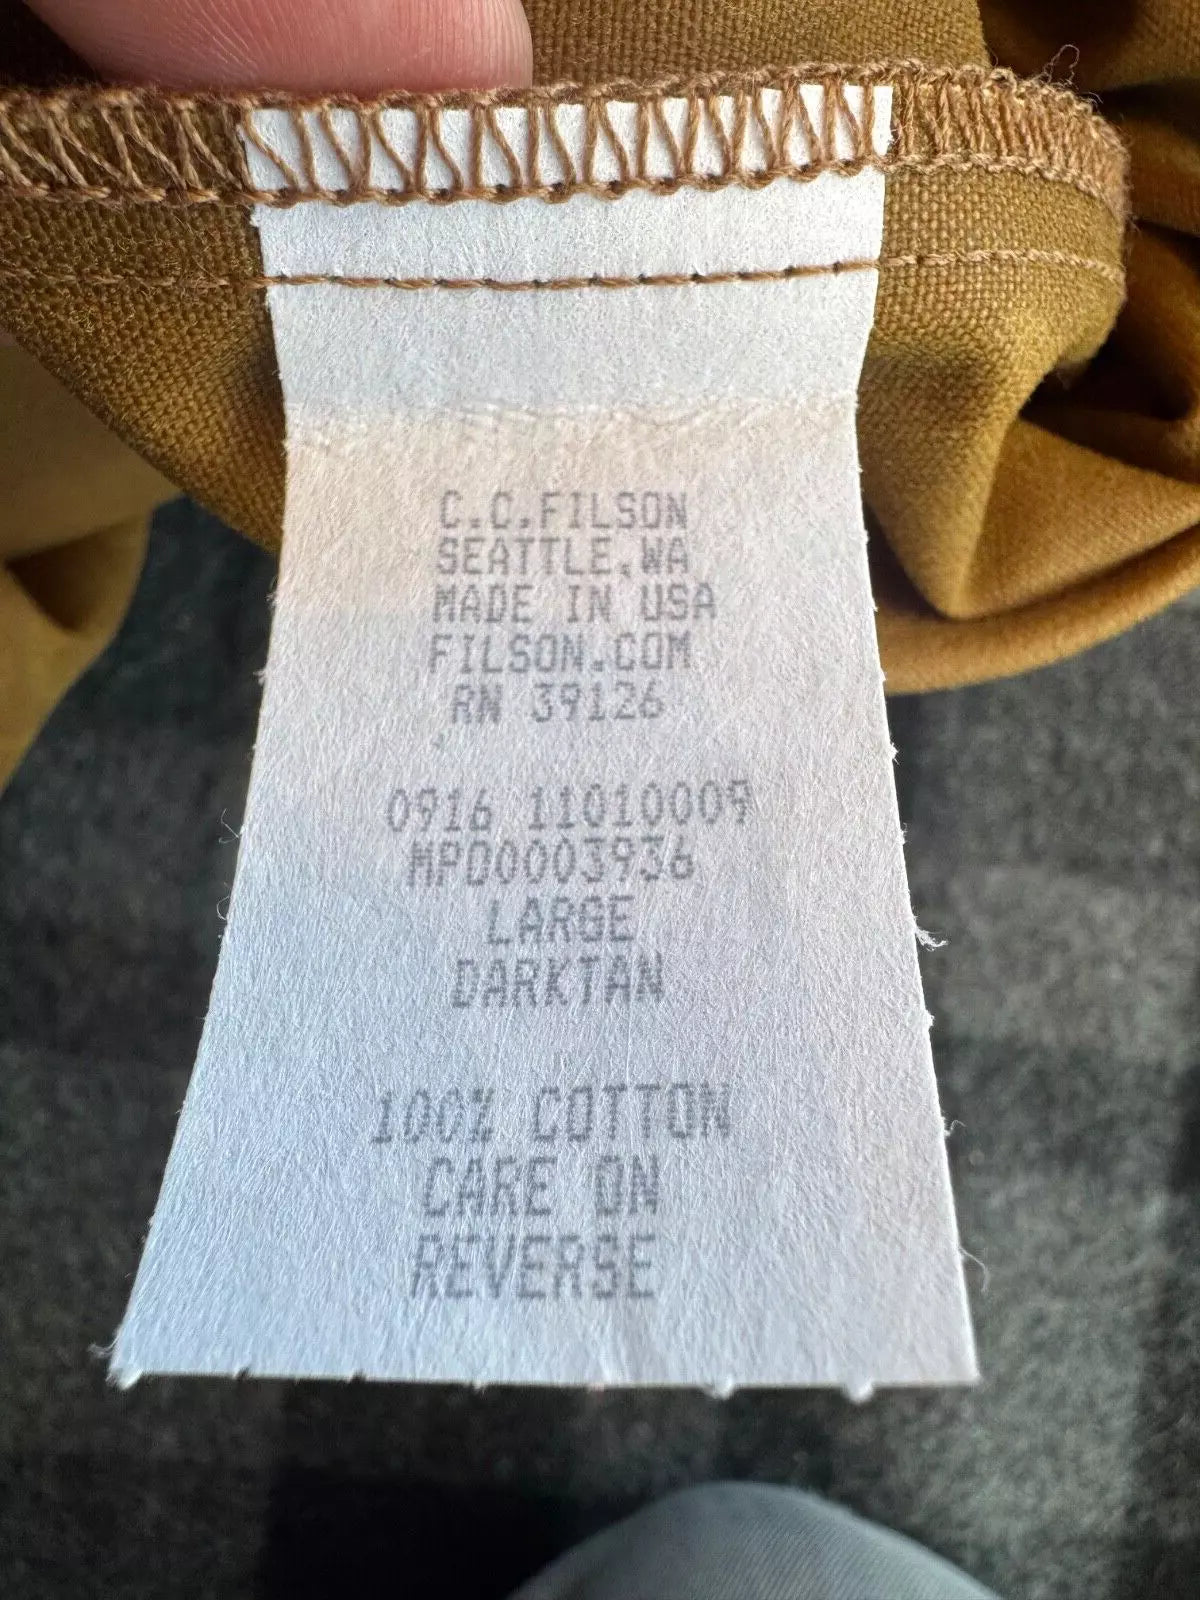 C.C.FILSON
SEATTLE,WA
MADE IN USA
FILSON.COM
RN 39126
0916 11010009
MPO0003936
LARGE
DARKTAN
100% COTTON
CARE ON
REVERSE